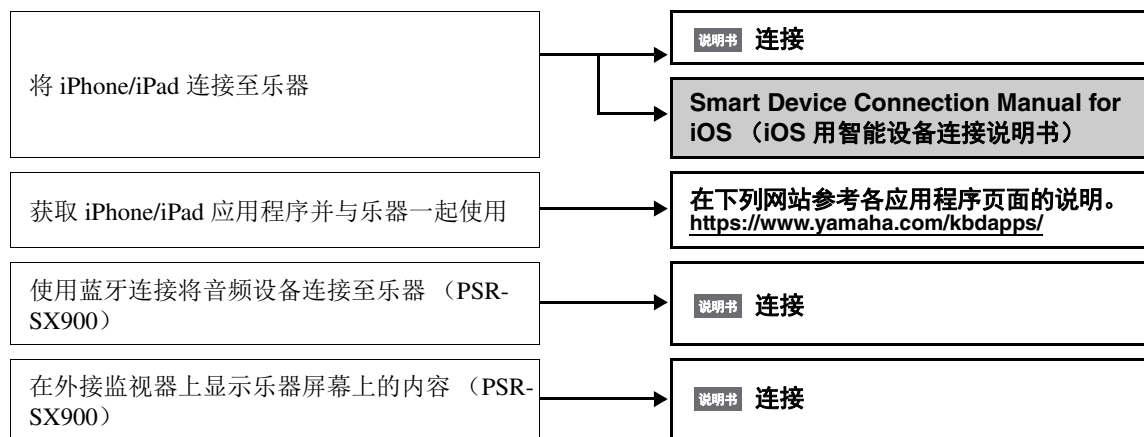 将 iPhone/iPad 连接至乐器
说明书 连接
Smart Device Connection Manual for
iOS （iOS 用智能设备连接说明书）
获取 iPhone/iPad 应用程序并与乐器一起使用
在下列网站参考各应用程序页面的说明。
https://www.yamaha.com/kbdapps/
使用蓝牙连接将音频设备连接至乐器 （PSR-
SX900）
说明书 连接
在外接监视器上显示乐器屏幕上的内容 （PSR-
SX900）
说明书 连接